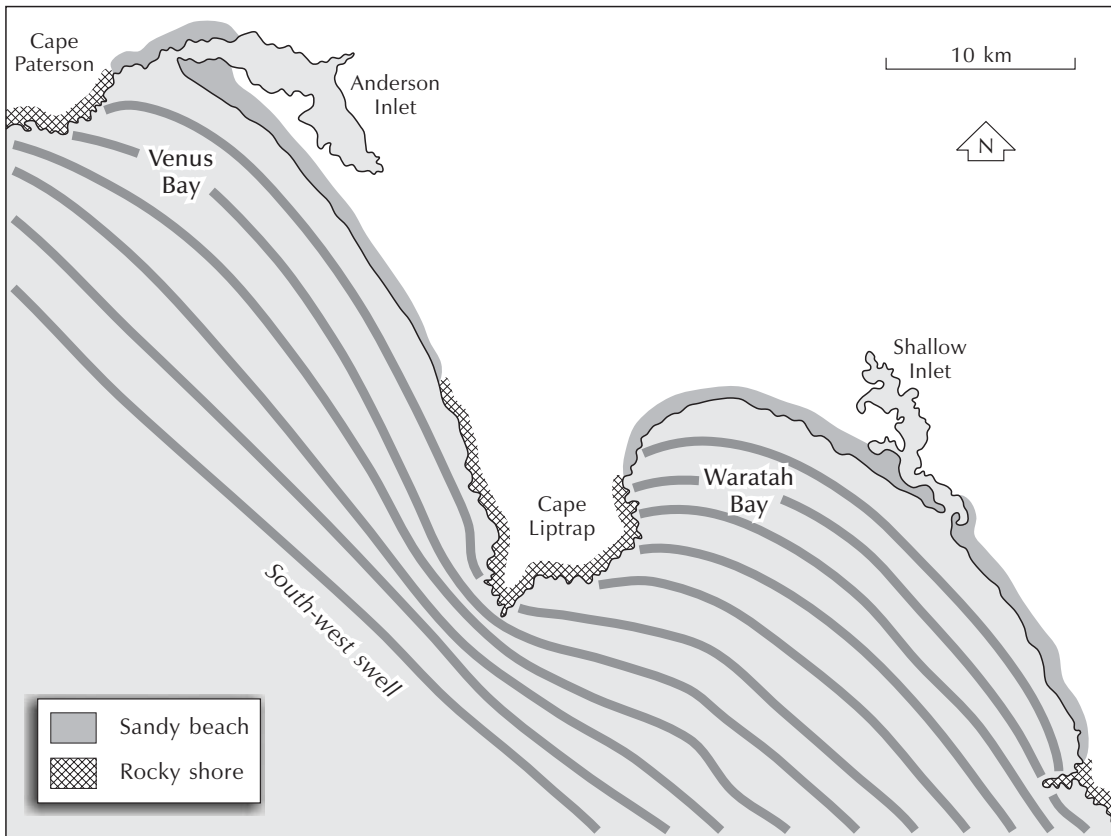 Cape
Paterson
Anderson
Inlet
10 km
N
Venus
Bay
Shallow
Inlet
Waratah
Bay
Cape
Liptrap
South-west swell
Sandy beach
Rocky shore